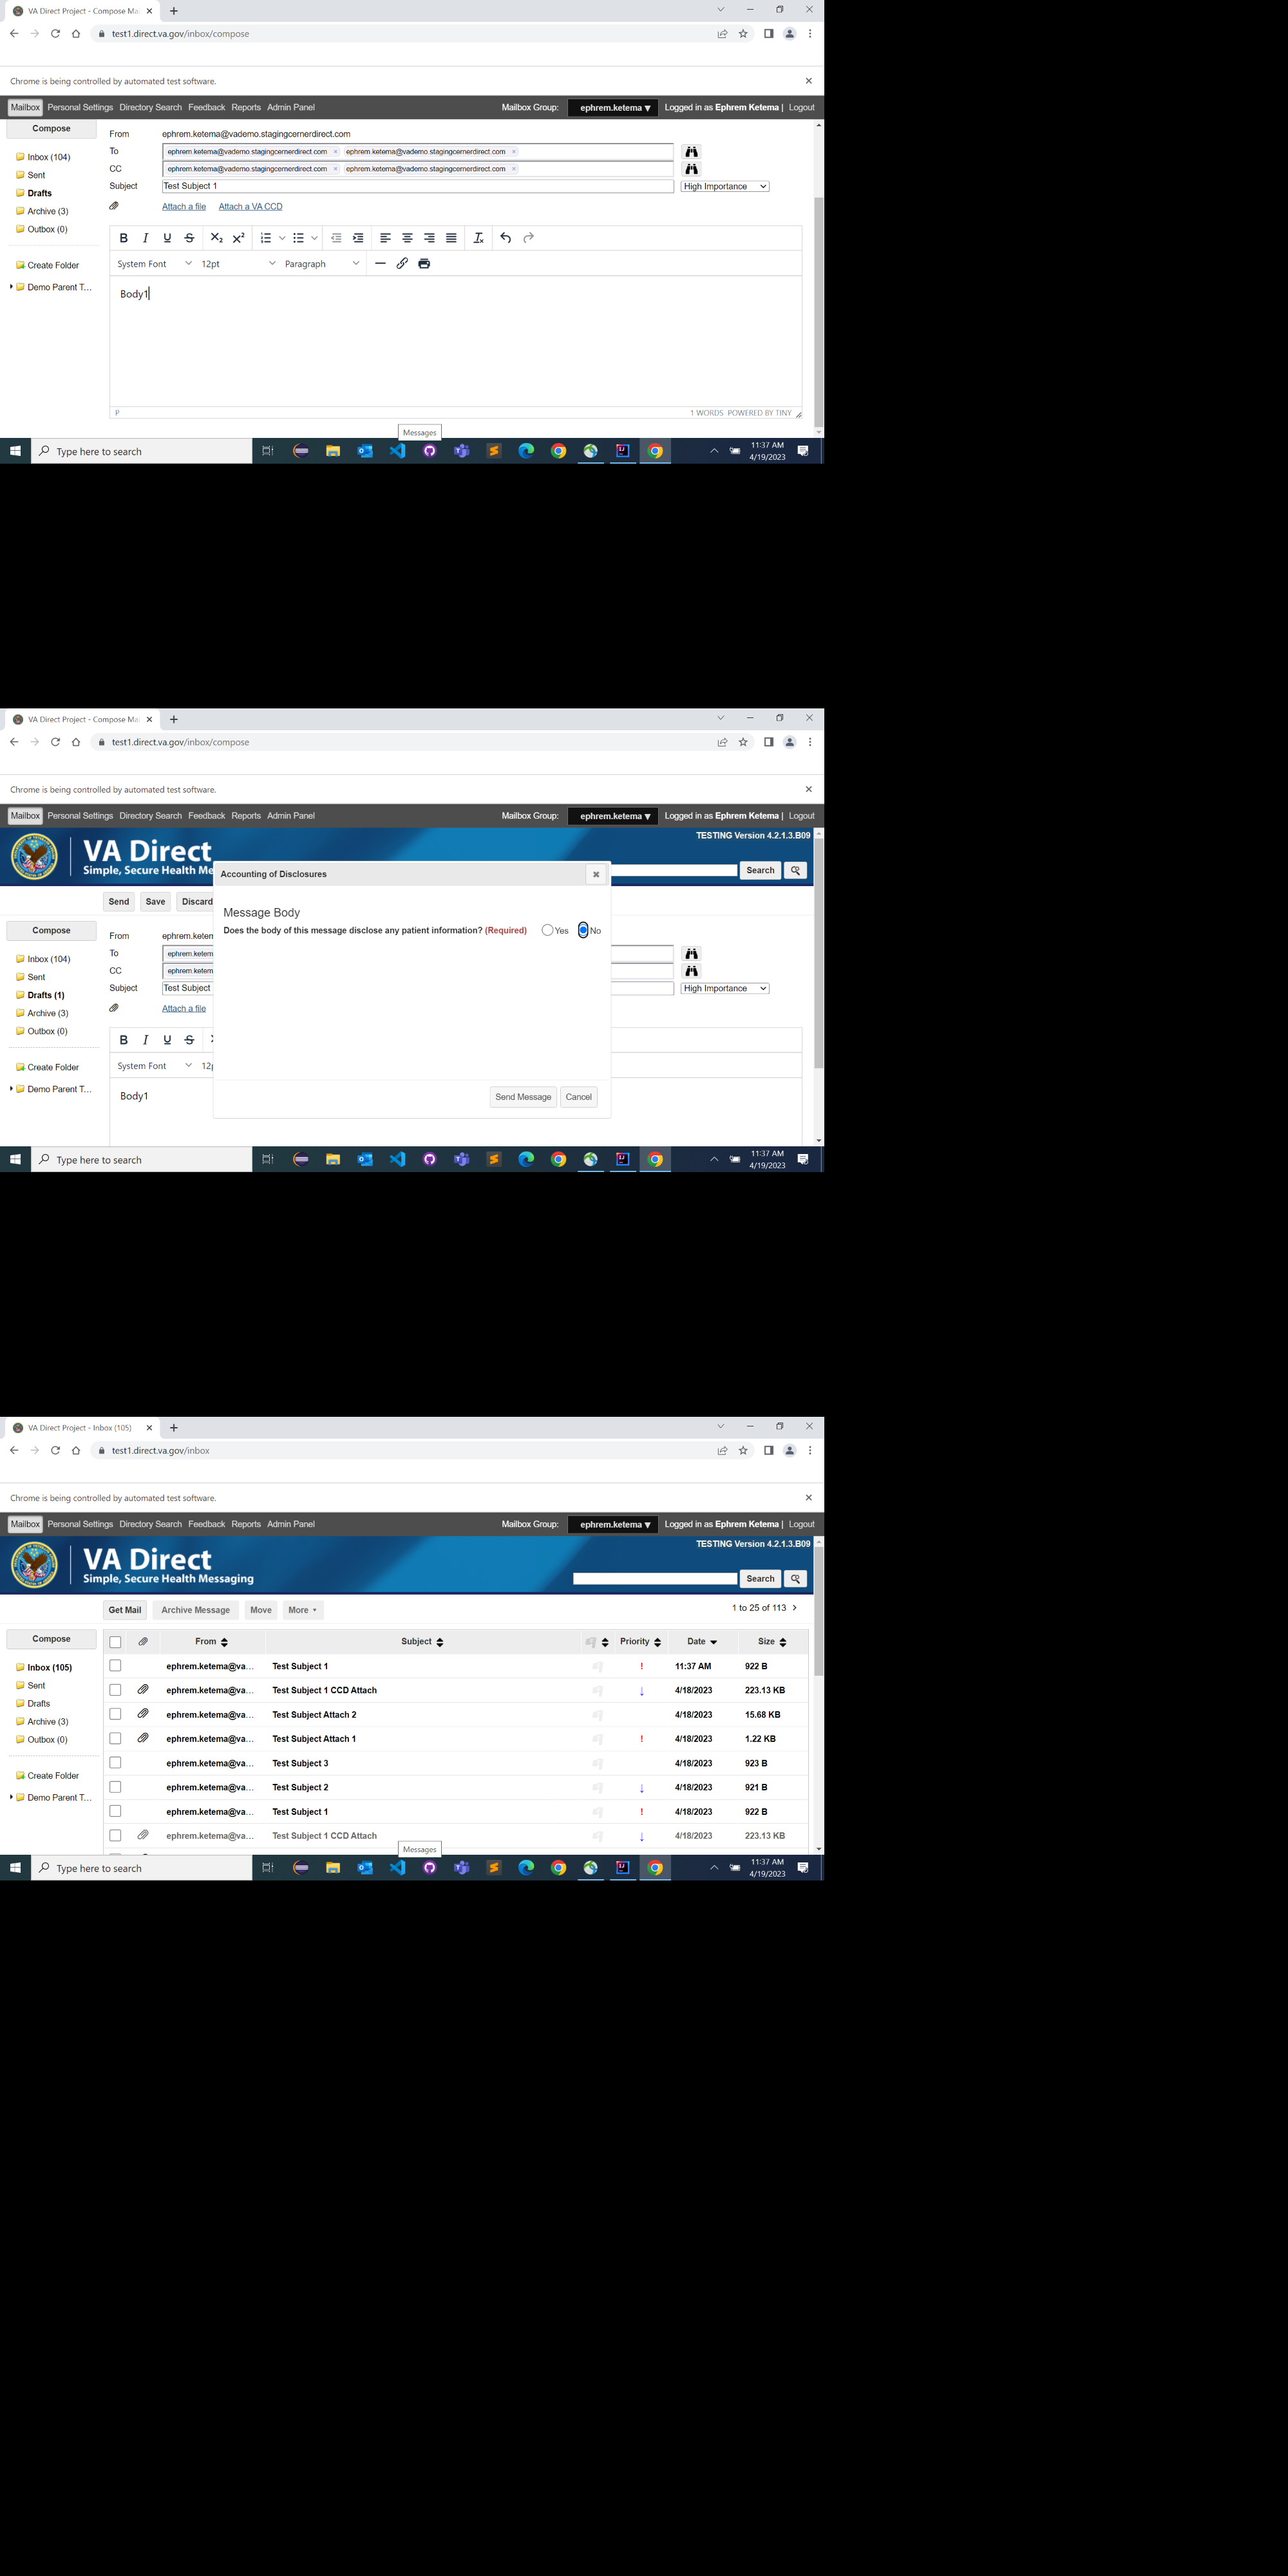 VA Direct Project - Compose Ma
test1.direct.va.gov/inbox/compose
Chrome is being controlled by automated test software.
Mailbox Personal Settings Directory Search Feedback Reports Admin Panel Mailbox Group: ephrem.ketema ▼ Logged in as Ephrem Ketema | Logout
Compose
From ephrem.ketema@vademo.stagingcernerdirect.com
Inbox (104) To ephrem.ketema@vademo.stagingcernerdirect.com × ephrem.ketema@vademo.stagingcernerdirect.com ×
Sent CC ephrem.ketema@vademo.stagingcernerdirect.com × ephrem.ketema@vademo.stagingcernerdirect.com ×
Drafts Subject Test Subject 1 High Importance
Archive (3) Attach a file Attach a VA CCD
Outbox (0)
B I U S X₂ X²
Create Folder System Font 12pt Paragraph
Demo Parent T... Body1
P 1 WORDS POWERED BY TINY
Messages
Type here to search 11:37 AM
4/19/2023
VA Direct Project - Compose Ma
test1.direct.va.gov/inbox/compose
Chrome is being controlled by automated test software.
Mailbox Personal Settings Directory Search Feedback Reports Admin Panel Mailbox Group: ephrem.ketema ▼ Logged in as Ephrem Ketema | Logout
TESTING Version 4.2.1.3.B09
VA Direct
Simple, Secure Health Me
Search
Accounting of Disclosures
Send Save Discard
Message Body
Does the body of this message disclose any patient information? (Required) Yes No
Compose
From ephrem.keter
Inbox (104) To ephrem.ketem
Sent CC ephrem.ketem
Drafts (1) Subject Test Subject High Importance
Archive (3) Attach a file
Outbox (0)
B I U S
Create Folder System Font 12p
Demo Parent T... Body1
Send Message Cancel
Type here to search 11:37 AM
4/19/2023
VA Direct Project - Inbox (105)
test1.direct.va.gov/inbox
Chrome is being controlled by automated test software.
Mailbox Personal Settings Directory Search Feedback Reports Admin Panel Mailbox Group: ephrem.ketema ▼ Logged in as Ephrem Ketema | Logout
TESTING Version 4.2.1.3.B09
VA Direct
Simple, Secure Health Messaging
Search
Get Mail Archive Message Move More 1 to 25 of 113
Compose
From Subject Priority Date Size
Inbox (105)
Sent
Drafts
Archive (3)
Outbox (0)
Create Folder
Demo Parent T...
ephrem.ketema@va... Test Subject 1 ! 11:37 AM 922 B
ephrem.ketema@va... Test Subject 1 CCD Attach ↓ 4/18/2023 223.13 KB
ephrem.ketema@va... Test Subject Attach 2 4/18/2023 15.68 KB
ephrem.ketema@va... Test Subject Attach 1 ! 4/18/2023 1.22 KB
ephrem.ketema@va... Test Subject 3 4/18/2023 923 B
ephrem.ketema@va... Test Subject 2 ↓ 4/18/2023 921 B
ephrem.ketema@va... Test Subject 1 ! 4/18/2023 922 B
ephrem.ketema@va... Test Subject 1 CCD Attach ↓ 4/18/2023 223.13 KB
Messages
Type here to search 11:37 AM
4/19/2023